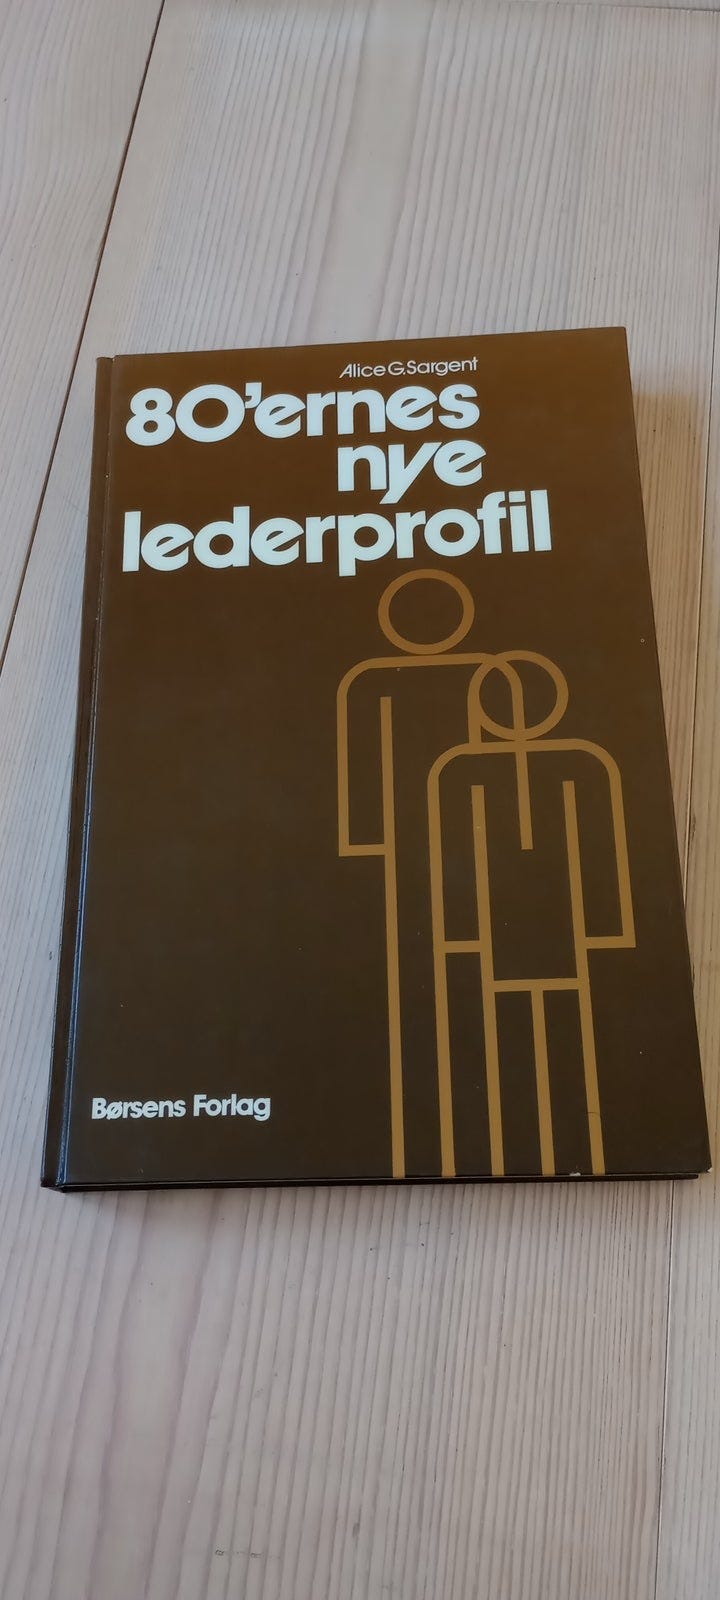 Alice G. Sargent
80'ernes
nye
lederprofil
Børsens Forlag